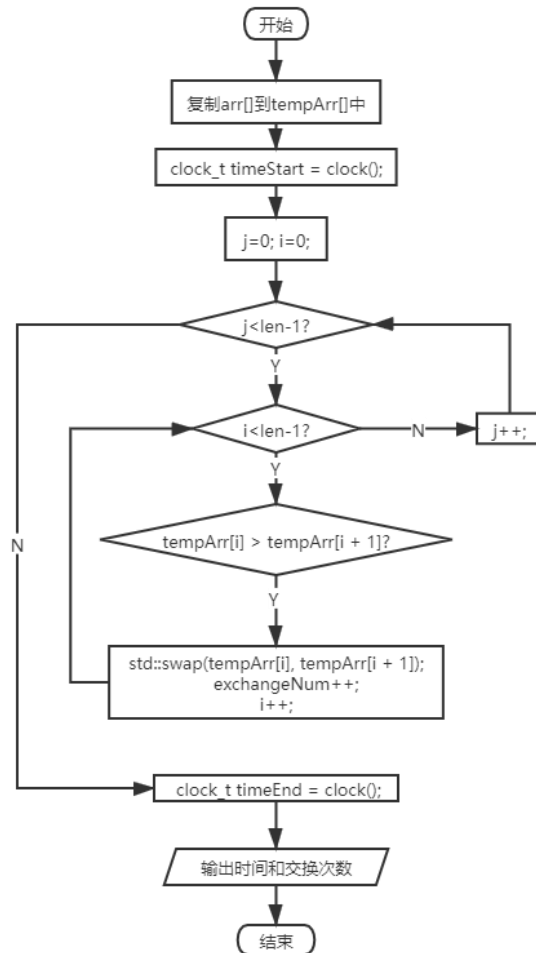 开始
复制arr[]到tempArr[]中
clock_t timeStart = clock();
j=0; i=0;
j<len-1?
Y
i<len-1?
N
j++;
Y
tempArr[i] > tempArr[i + 1]?
N
Y
std::swap(tempArr[i], tempArr[i + 1]);
exchangeNum++;
i++;
clock_t timeEnd = clock();
输出时间和交换次数
结束